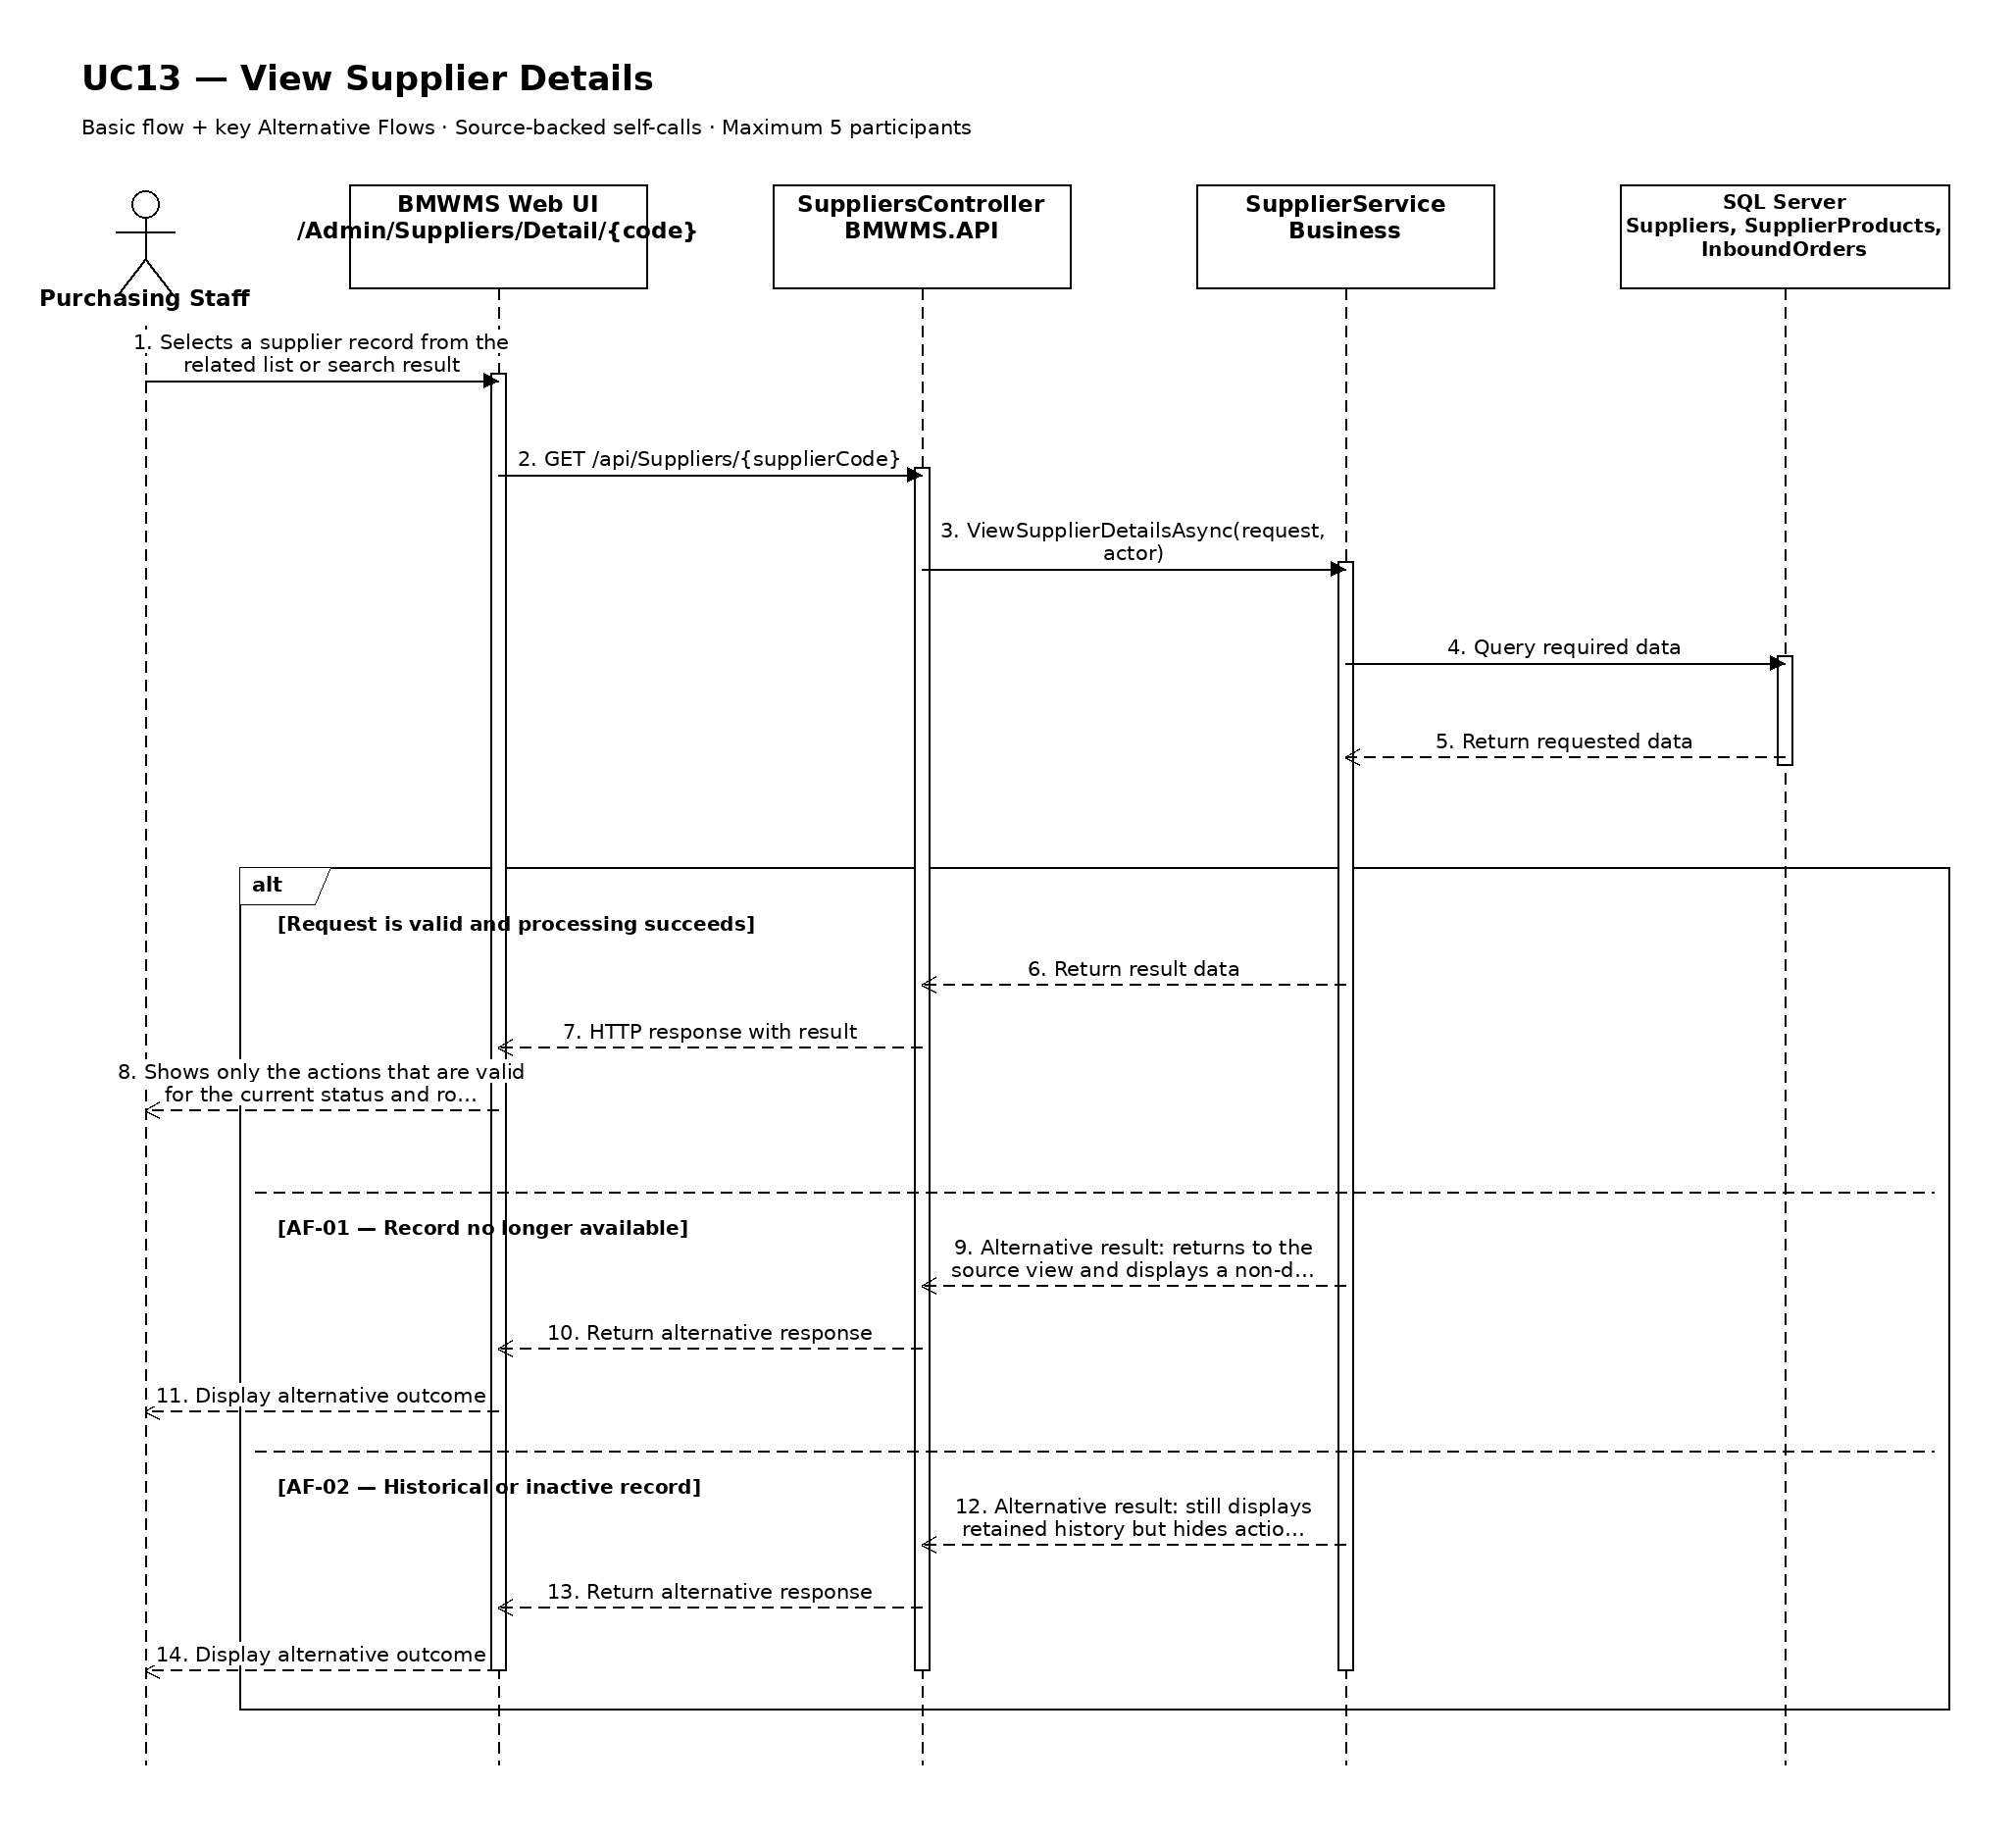 UC13 — View Supplier Details
Basic flow + key Alternative Flows · Source-backed self-calls · Maximum 5 participants
Purchasing Staff
BMWMS Web UI
/Admin/Suppliers/Detail/{code}
SuppliersController
BMWMS.API
SupplierService
Business
SQL Server
Suppliers, SupplierProducts,
InboundOrders
1. Selects a supplier record from the
related list or search result
2. GET /api/Suppliers/{supplierCode}
3. ViewSupplierDetailsAsync(request,
actor)
4. Query required data
5. Return requested data
alt
[Request is valid and processing succeeds]
6. Return result data
7. HTTP response with result
8. Shows only the actions that are valid
for the current status and ro...
[AF-01 — Record no longer available]
9. Alternative result: returns to the
source view and displays a non-d...
10. Return alternative response
11. Display alternative outcome
[AF-02 — Historical or inactive record]
12. Alternative result: still displays
retained history but hides actio...
13. Return alternative response
14. Display alternative outcome